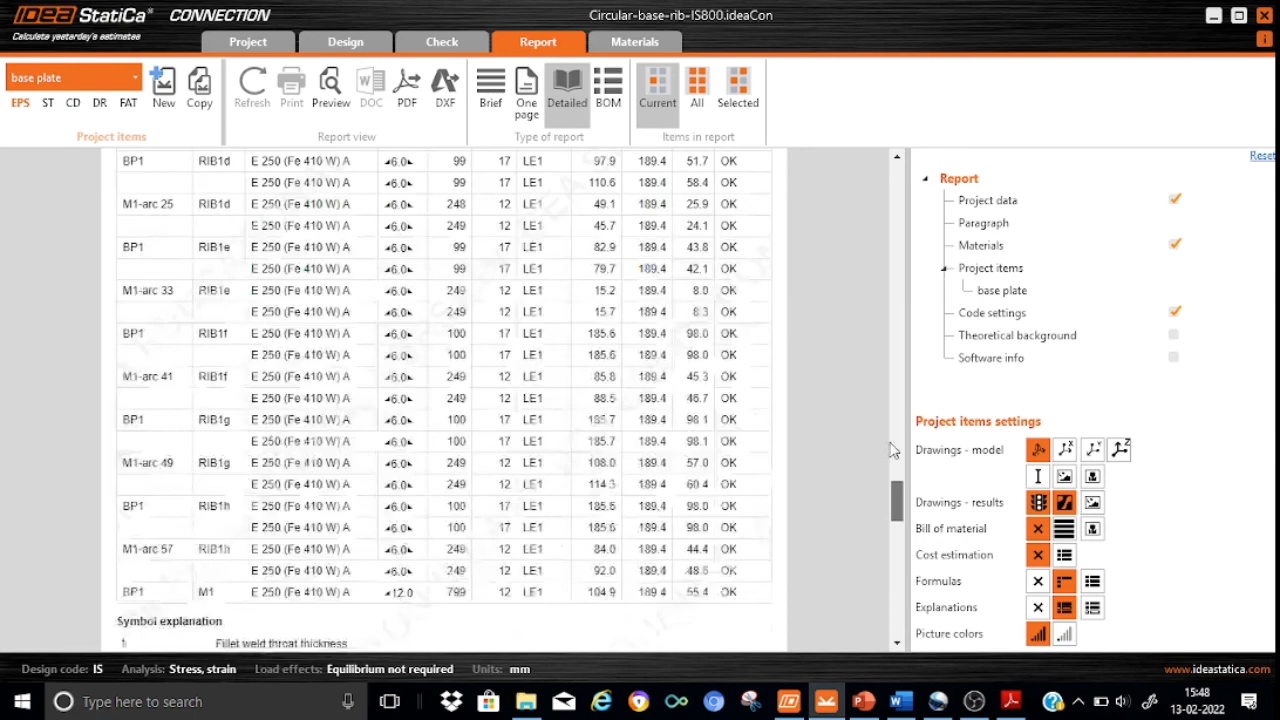 IDEA StatiCa® CONNECTION
Calculate yesterday's estimates
Circular-base-rib-IS800.ideaCon
Project Design Check Report Materials
base plate
EPS ST CD DR FAT New Copy
Refresh Print Preview DOC PDF DXF
Brief One page Detailed BOM
Current All Selected
Project items Report view Type of report Items in report
BP1 RIB1d E 250 (Fe 410 W) A 6.0 99 17 LE1 97.9 189.4 51.7 OK
E 250 (Fe 410 W) A 6.0 99 17 LE1 110.6 189.4 58.4 OK
M1-arc 25 RIB1d E 250 (Fe 410 W) A 6.0 248 12 LE1 49.1 189.4 25.9 OK
E 250 (Fe 410 W) A 6.0 249 12 LE1 45.7 189.4 24.1 OK
BP1 RIB1e E 250 (Fe 410 W) A 6.0 99 17 LE1 82.9 189.4 43.8 OK
E 250 (Fe 410 W) A 6.0 99 17 LE1 79.7 189.4 42.1 OK
M1-arc 33 RIB1e E 250 (Fe 410 W) A 6.0 249 12 LE1 15.2 189.4 8.0 OK
E 250 (Fe 410 W) A 6.0 249 12 LE1 15.7 189.4 8.3 OK
BP1 RIB1f E 250 (Fe 410 W) A 6.0 100 17 LE1 185.6 189.4 98.0 OK
E 250 (Fe 410 W) A 6.0 100 17 LE1 185.6 189.4 98.0 OK
M1-arc 41 RIB1f E 250 (Fe 410 W) A 6.0 249 12 LE1 85.8 189.4 45.3 OK
E 250 (Fe 410 W) A 6.0 249 12 LE1 88.5 189.4 46.7 OK
BP1 RIB1g E 250 (Fe 410 W) A 6.0 100 17 LE1 185.7 189.4 98.1 OK
E 250 (Fe 410 W) A 6.0 100 17 LE1 185.7 189.4 98.1 OK
M1-arc 49 RIB1g E 250 (Fe 410 W) A 6.0 249 12 LE1 108.0 189.4 57.0 OK
E 250 (Fe 410 W) A 6.0 249 12 LE1 114.3 189.4 60.4 OK
BP1 RIB1h E 250 (Fe 410 W) A 6.0 100 17 LE1 185.6 189.4 98.0 OK
E 250 (Fe 410 W) A 6.0 100 17 LE1 185.6 189.4 98.0 OK
M1-arc 57 RIB1h E 250 (Fe 410 W) A 6.0 249 12 LE1 84.0 189.4 44.4 OK
E 250 (Fe 410 W) A 6.0 249 12 LE1 92.0 189.4 48.5 OK
BP1 M1 E 250 (Fe 410 W) A 12.0 799 12 LE1 104.9 189.4 55.4 OK
Symbol explanation
Fillet weld throat thickness
Reset
Report
Project data
Paragraph
Materials
Project items
base plate
Code settings
Theoretical background
Software info
Project items settings
Drawings - model
Drawings - results
Bill of material
Cost estimation
Formulas
Explanations
Picture colors
Design code: IS Analysis: Stress, strain Load effects: Equilibrium not required Units: mm www.ideastatica.com
Type here to search
15:48
13-02-2022